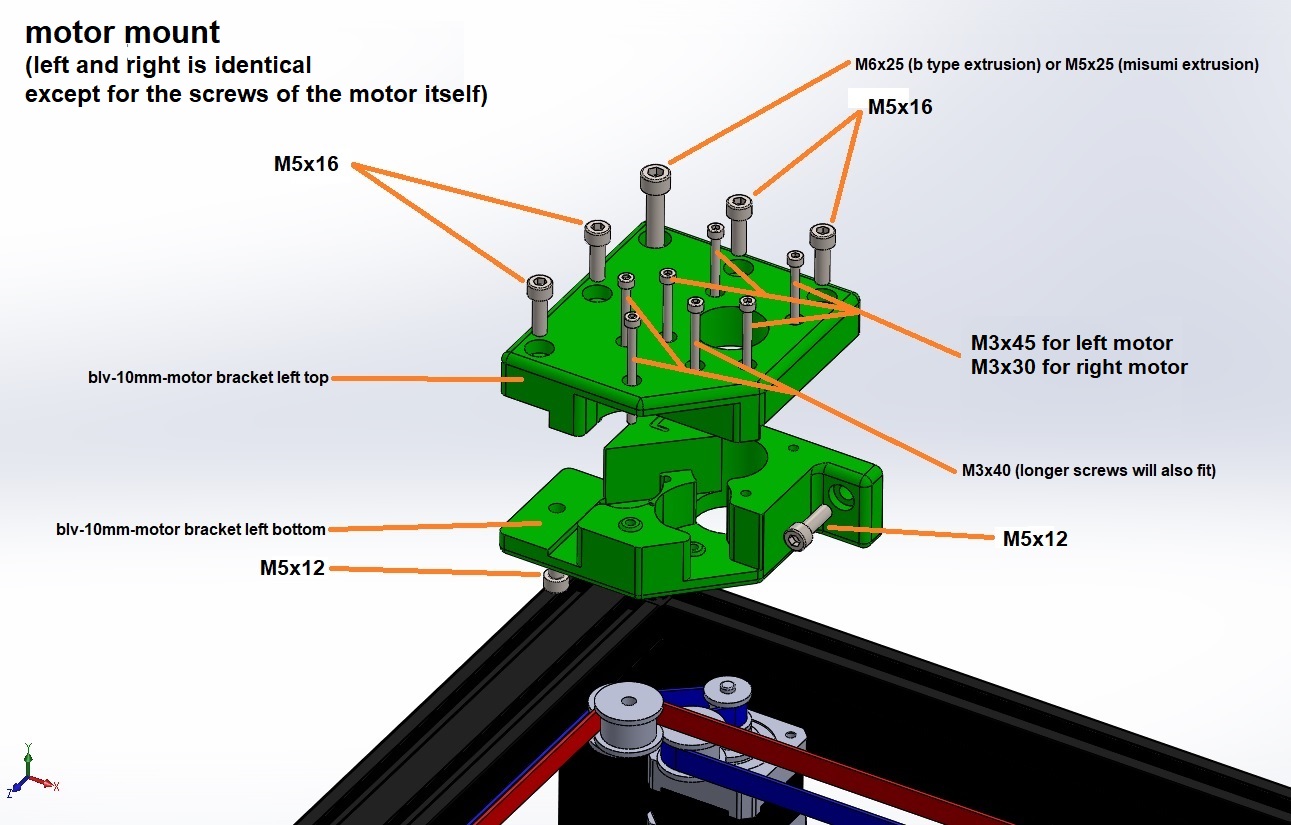 motor mount
(left and right is identical
except for the screws of the motor itself)
M6x25 (b type extrusion) or M5x25 (misumi extrusion)
M5x16
M5x16
M3x45 for left motor
M3x30 for right motor
blv-10mm-motor bracket left top
M3x40 (longer screws will also fit)
blv-10mm-motor bracket left bottom
M5x12
M5x12
Y
X
Z
L